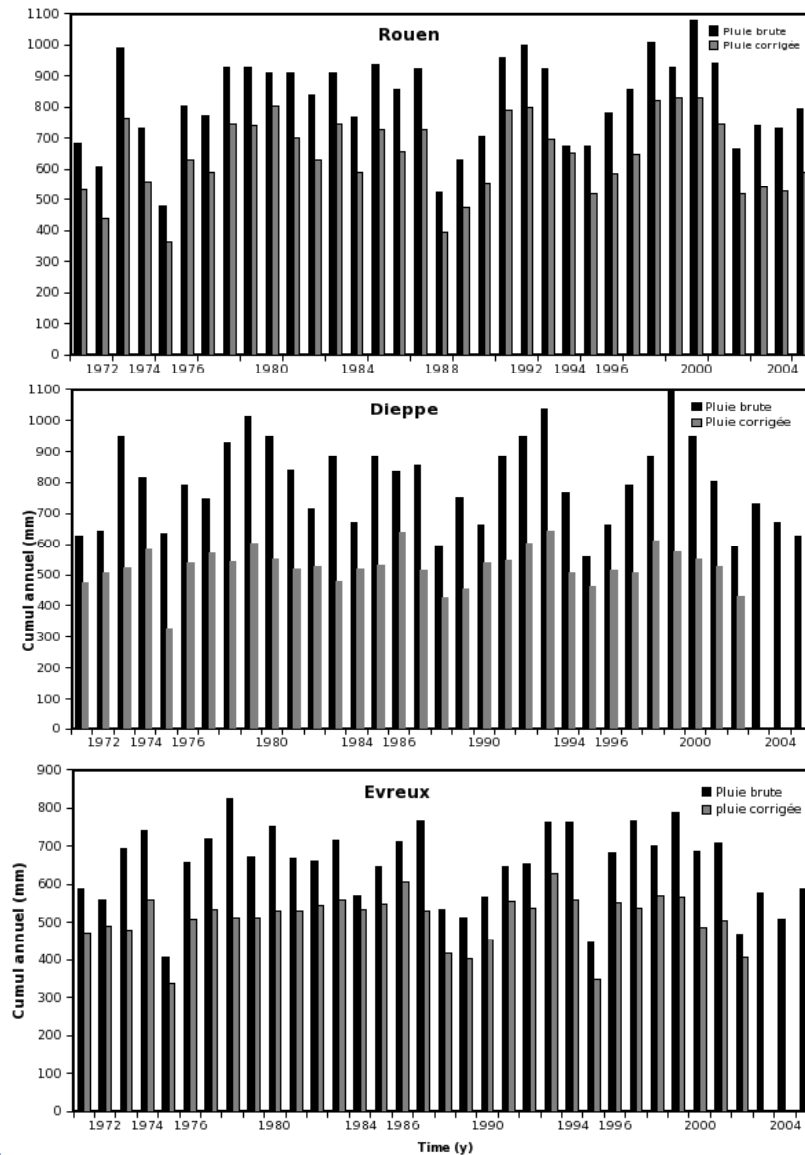 Rouen
Pluie brute
Pluie corrigée
1100
1000
900
800
700
600
500
400
300
200
100
0
1972 1974 1976 1980 1984 1988 1992 1994 1996 2000 2004
Dieppe
Pluie brute
Pluie corrigée
Cumul annuel (mm)
1100
1000
900
800
700
600
500
400
300
200
100
0
1972 1974 1976 1980 1984 1986 1990 1994 1996 2000 2004
Evreux
Pluie brute
pluie corrigée
Cumul annuel (mm)
900
800
700
600
500
400
300
200
100
0
1972 1974 1976 1980 1984 1986 1990 1994 1996 2000 2004
Time (y)